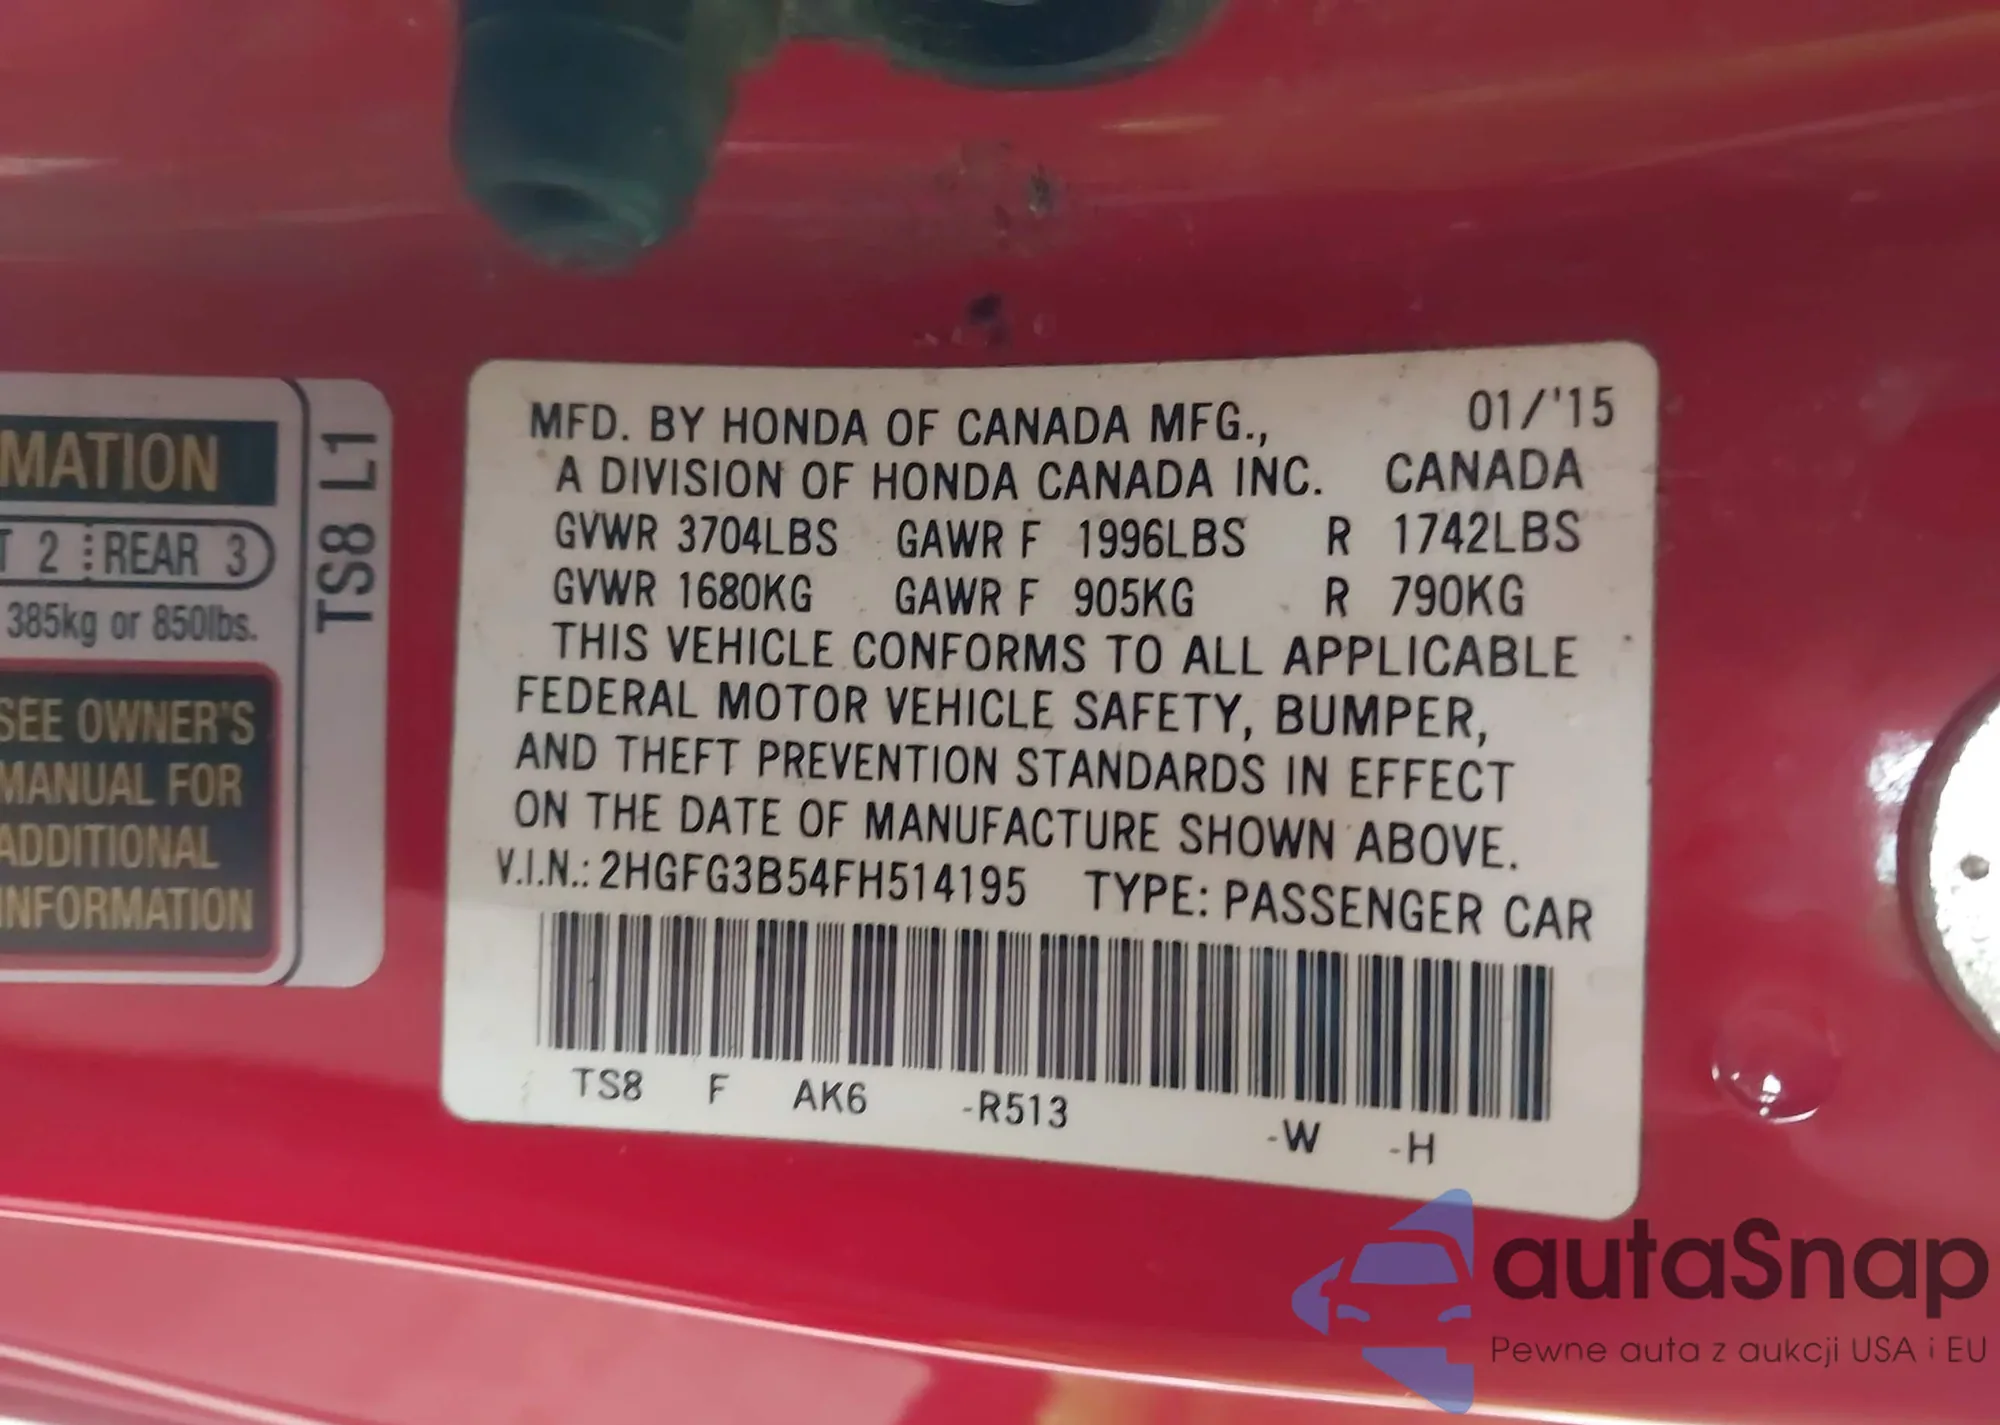 MATION
T 2 REAR 3
385kg or 850lbs.
SEE OWNER'S
MANUAL FOR
ADDITIONAL
INFORMATION
TS8 L1
MFD. BY HONDA OF CANADA MFG., 01/'15
A DIVISION OF HONDA CANADA INC. CANADA
GVWR 3704LBS GAWR F 1996LBS R 1742LBS
GVWR 1680KG GAWR F 905KG R 790KG
THIS VEHICLE CONFORMS TO ALL APPLICABLE
FEDERAL MOTOR VEHICLE SAFETY, BUMPER,
AND THEFT PREVENTION STANDARDS IN EFFECT
ON THE DATE OF MANUFACTURE SHOWN ABOVE.
V.I.N.: 2HGFG3B54FH514195 TYPE: PASSENGER CAR
TS8 F AK6 -R513 -W -H
autaSnap
Pewne auta z aukcji USA i EU